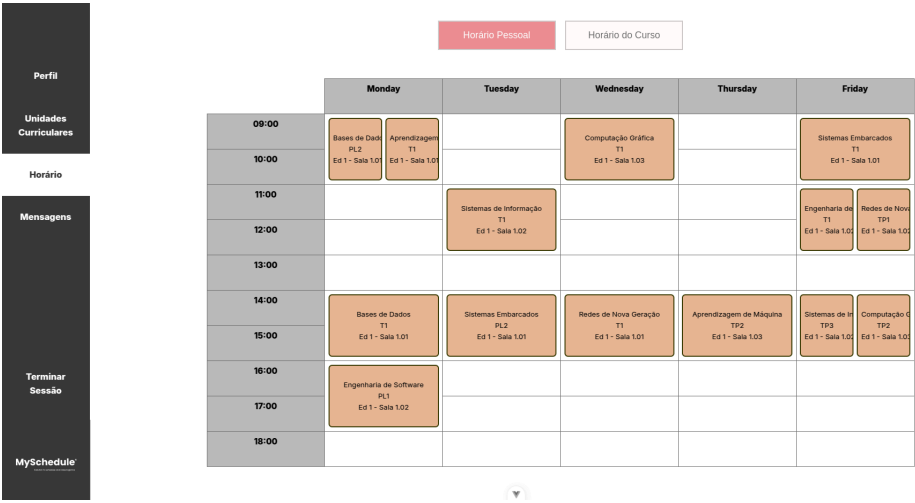 Horário Pessoal
Horário do Curso
Perfil
Unidades
Curriculares
Horário
Mensagens
Terminar
Sessão
MySchedule
Monday
Tuesday
Wednesday
Thursday
Friday
09:00
10:00
11:00
12:00
13:00
14:00
15:00
16:00
17:00
18:00
Bases de Dado
PL2
Ed 1 - Sala 1.01
Aprendizagem
T1
Ed 1 - Sala 1.01
Computação Gráfica
T1
Ed 1 - Sala 1.03
Sistemas Embarcados
T1
Ed 1 - Sala 1.01
Sistemas de Informação
T1
Ed 1 - Sala 1.02
Engenharia de
T1
Ed 1 - Sala 1.02
Redes de Nova
TP1
Ed 1 - Sala 1.02
Bases de Dados
T1
Ed 1 - Sala 1.01
Sistemas Embarcados
PL2
Ed 1 - Sala 1.01
Redes de Nova Geração
T1
Ed 1 - Sala 1.01
Aprendizagem de Máquina
TP2
Ed 1 - Sala 1.03
Sistemas de In
TP3
Ed 1 - Sala 1.02
Computação G
TP2
Ed 1 - Sala 1.03
Engenharia de Software
PL1
Ed 1 - Sala 1.02